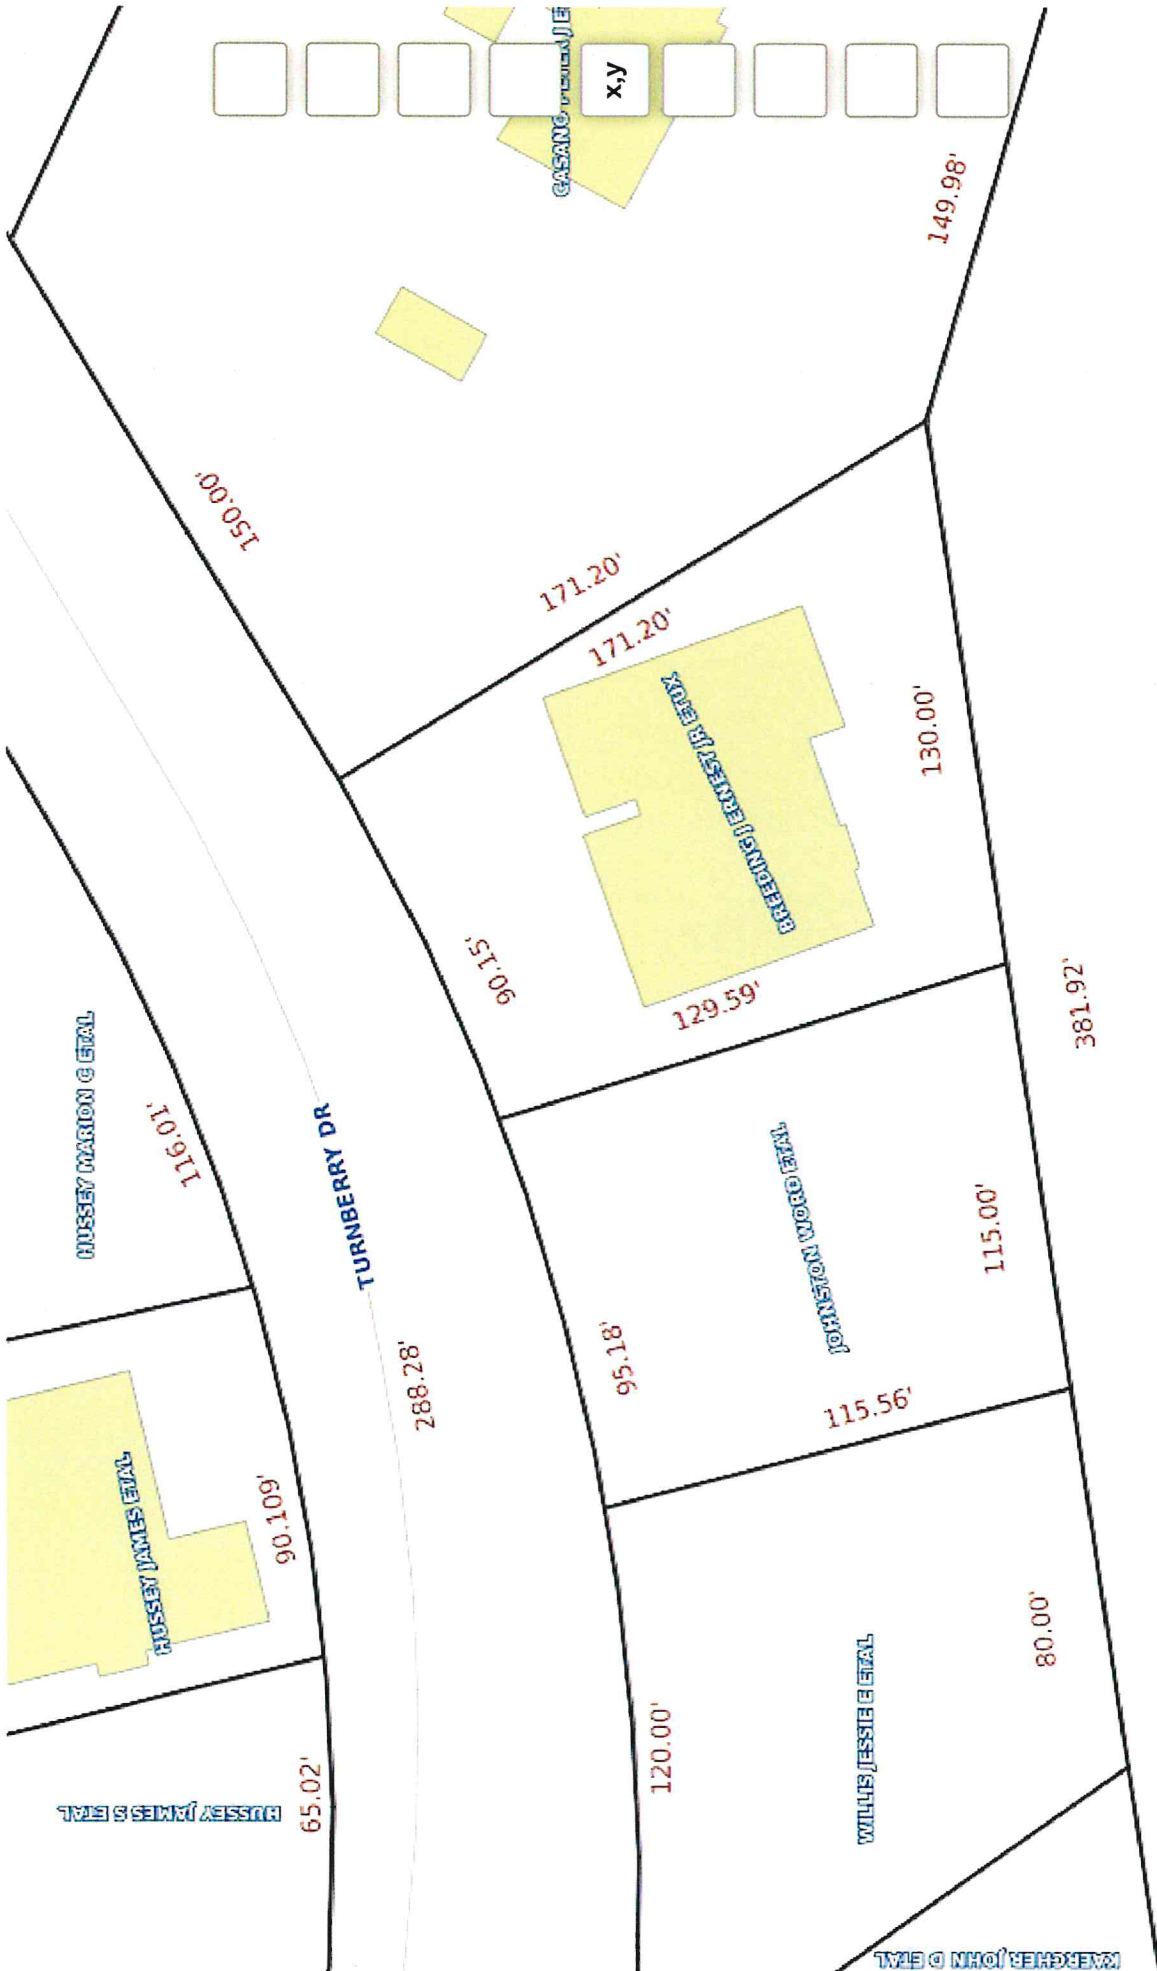 CASANO PETER J ET
x,y
149.98'
150.00'
171.20'
171.20'
BREEDING J ERNEST JR ETUX
130.00'
90.15'
129.59'
381.92'
HUSSEY MARION C ETAL
116.01'
TURNBERRY DR
JOHNSTON WORD ETAL
115.00'
288.28'
95.18'
115.56'
HUSSEY JAMES ETAL
90.109'
80.00'
WILLIS JESSIE E ETAL
120.00'
65.02'
HUSSEY JAMES S ETAL
KAERCHER JOHN D ETAL